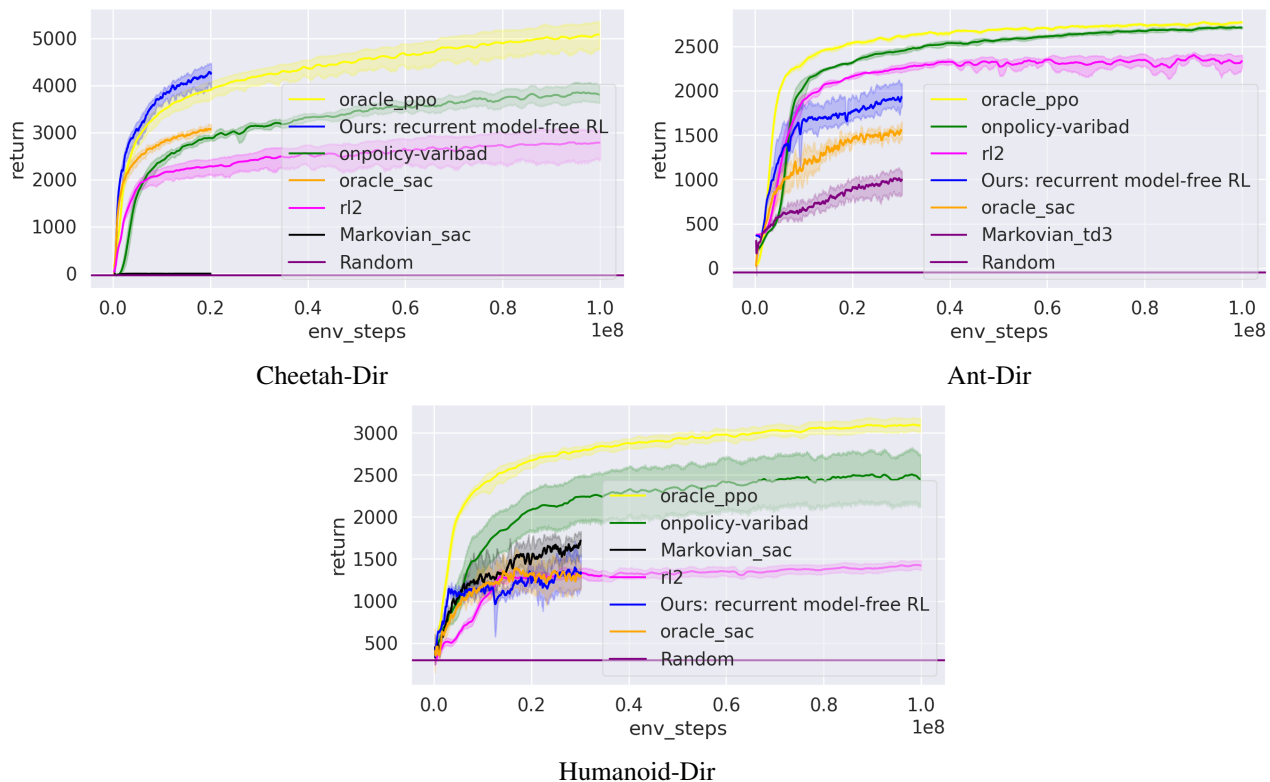 5000
4000
3000
2000
1000
0
return
oracle_ppo
Ours: recurrent model-free RL
onpolicy-varibad
oracle_sac
rl2
Markovian_sac
Random
0.0 0.2 0.4 0.6 0.8 1.0
1e8
env_steps
Cheetah-Dir
2500
2000
1500
1000
500
0
return
oracle_ppo
onpolicy-varibad
rl2
Ours: recurrent model-free RL
oracle_sac
Markovian_td3
Random
0.0 0.2 0.4 0.6 0.8 1.0
1e8
env_steps
Ant-Dir
3000
2500
2000
1500
1000
500
return
oracle_ppo
onpolicy-varibad
Markovian_sac
rl2
Ours: recurrent model-free RL
oracle_sac
Random
0.0 0.2 0.4 0.6 0.8 1.0
1e8
env_steps
Humanoid-Dir